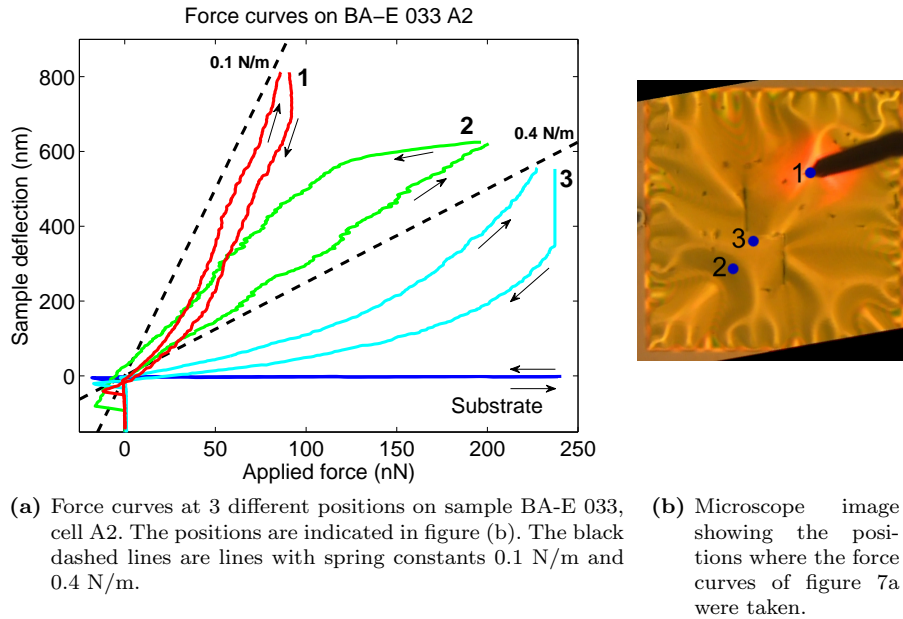 Force curves on BA−E 033 A2
0.1 N/m
1
2
0.4 N/m
3
Substrate
800
600
400
200
0
Sample deflection (nm)
0
50
100
150
200
250
Applied force (nN)
1
3
2
(a) Force curves at 3 different positions on sample BA-E 033,
cell A2. The positions are indicated in figure (b). The black
dashed lines are lines with spring constants 0.1 N/m and
0.4 N/m.
(b) Microscope image
showing the posi-
tions where the force
curves of figure 7a
were taken.